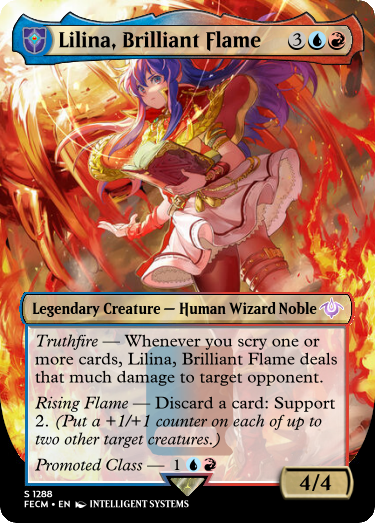 Lilina, Brilliant Flame 3
Legendary Creature — Human Wizard Noble
Truthfire — Whenever you scry one or
more cards, Lilina, Brilliant Flame deals
that much damage to target opponent.
Rising Flame — Discard a card: Support
2. (Put a +1/+1 counter on each of up to
two other target creatures.)
Promoted Class — 1
4/4
S 1288
FECM • EN INTELLIGENT SYSTEMS